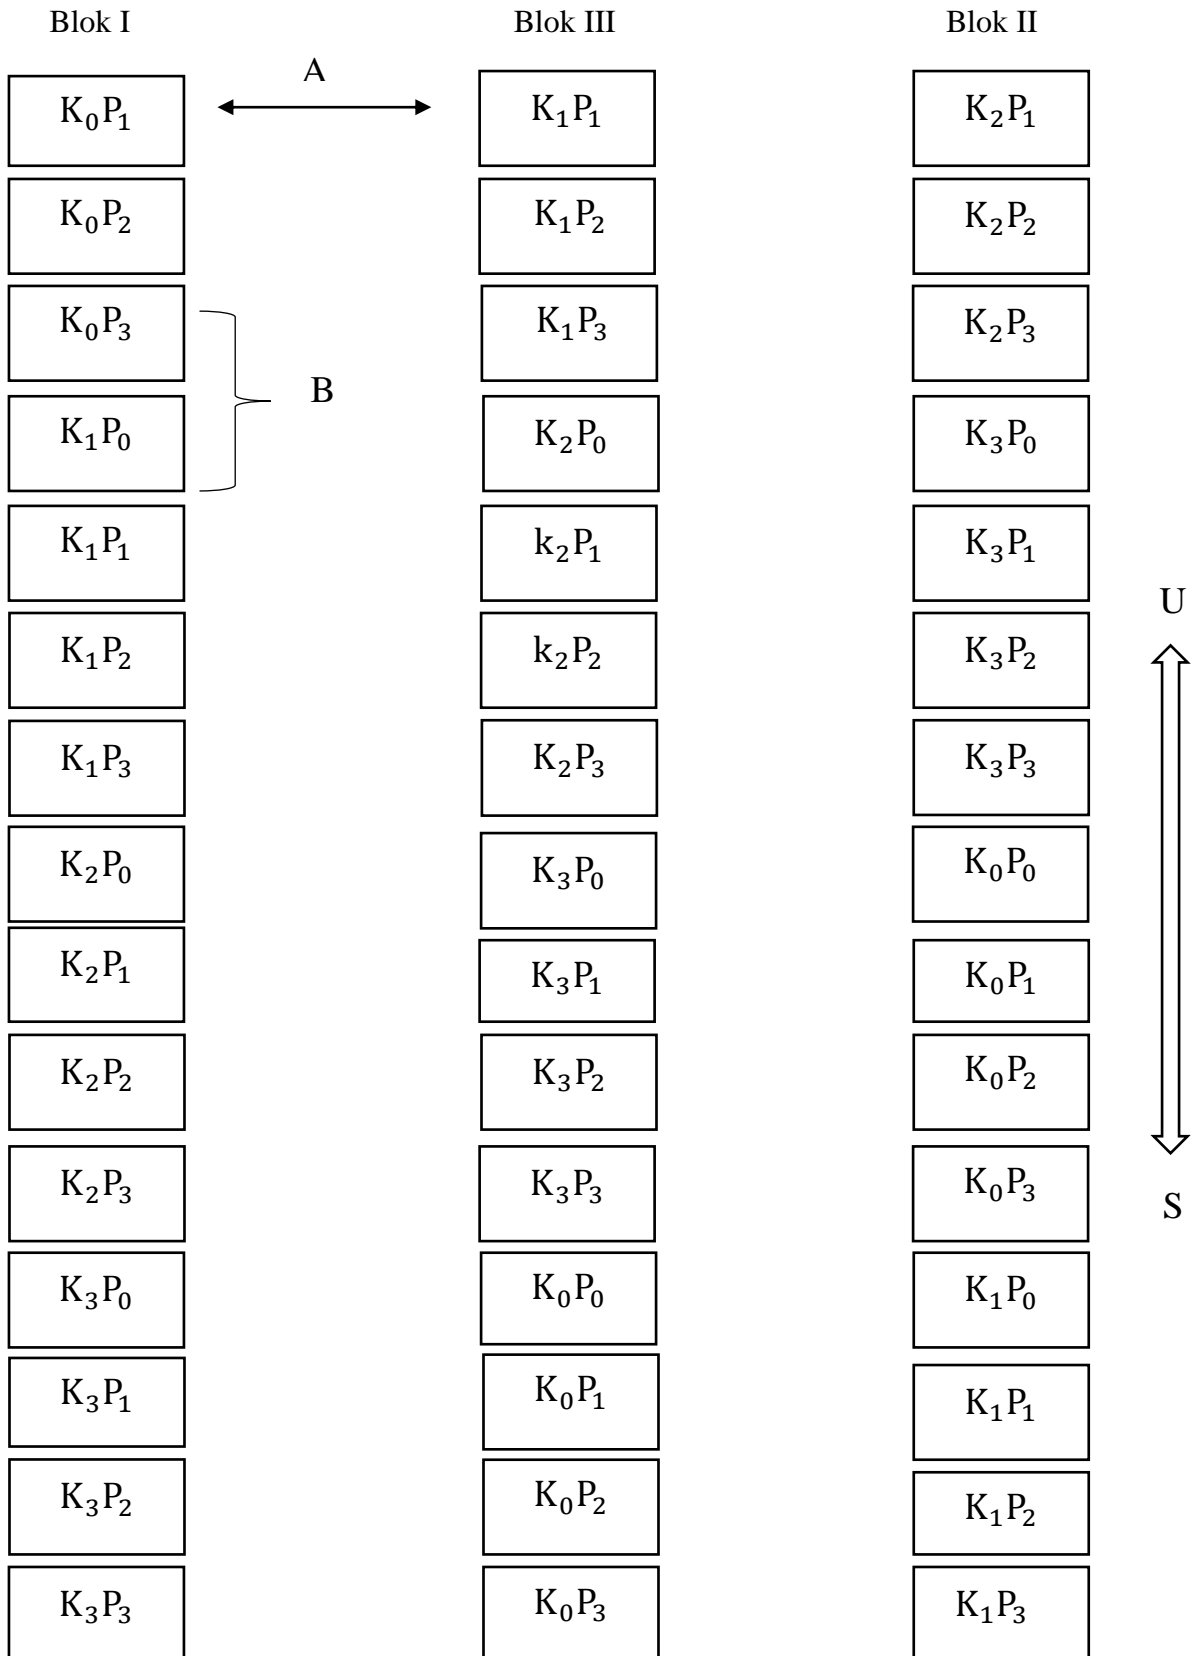 Blok I Blok III Blok II
A
K₀P₁ K₁P₁ K₂P₁
K₀P₂ K₁P₂ K₂P₂
K₀P₃ K₁P₃ K₂P₃
B
K₁P₀ K₂P₀ K₃P₀
K₁P₁ k₂P₁ K₃P₁
U
K₁P₂ k₂P₂ K₃P₂
K₁P₃ K₂P₃ K₃P₃
K₂P₀ K₃P₀ K₀P₀
K₂P₁ K₃P₁ K₀P₁
K₂P₂ K₃P₂ K₀P₂
K₂P₃ K₃P₃ K₀P₃
S
K₃P₀ K₀P₀ K₁P₀
K₃P₁ K₀P₁ K₁P₁
K₃P₂ K₀P₂ K₁P₂
K₃P₃ K₀P₃ K₁P₃